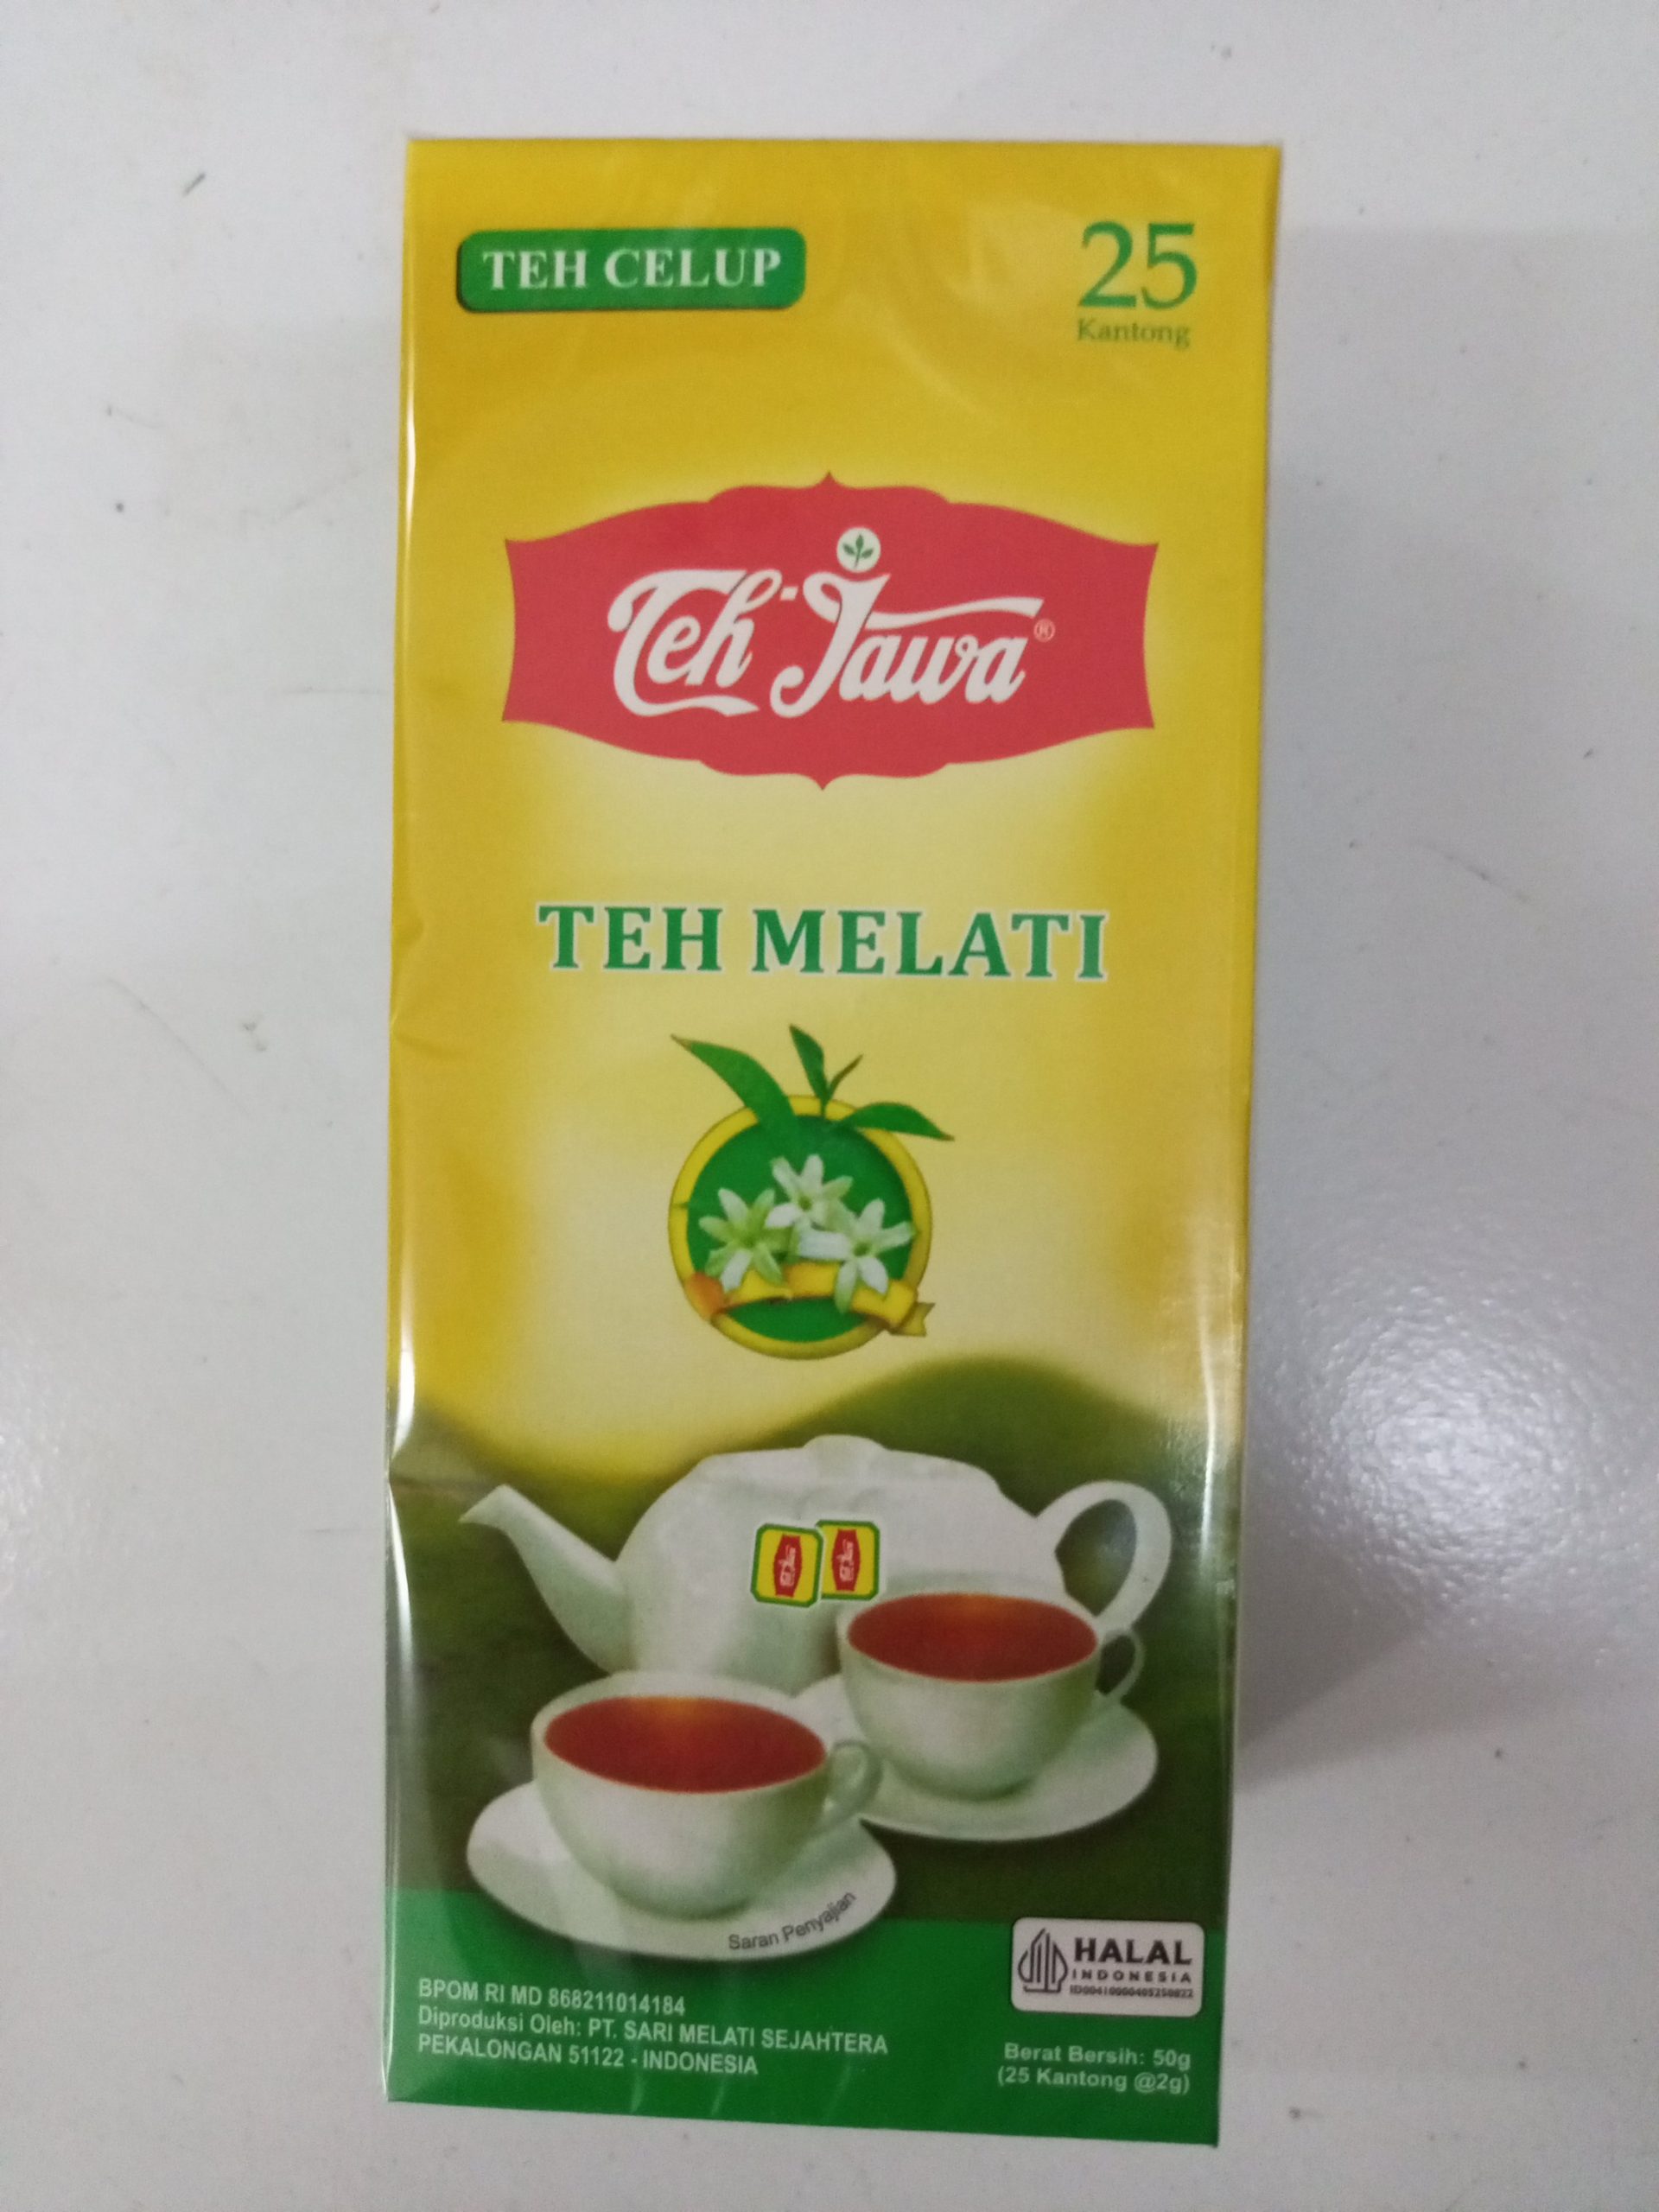 TEH CELUP
25
Kantong
Teh-Jawa®
TEH MELATI
Saran Penyajian
HALAL
INDONESIA
BPOM RI MD 868211014184
Diproduksi Oleh: PT. SARI MELATI SEJAHTERA
PEKALONGAN 51122 - INDONESIA
Berat Bersih: 50g
(25 Kantong @2g)